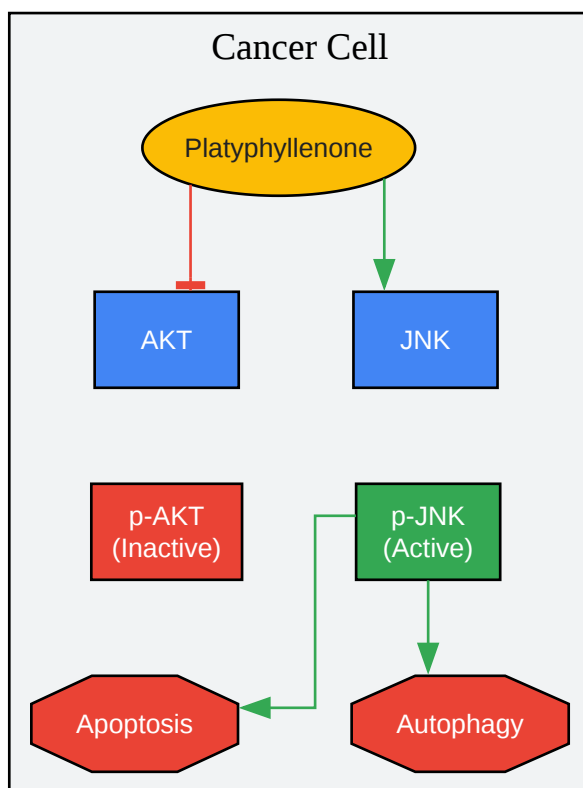 Cancer Cell
Platyphyllenone
AKT
JNK
p-AKT
(Inactive)
p-JNK
(Active)
Apoptosis
Autophagy